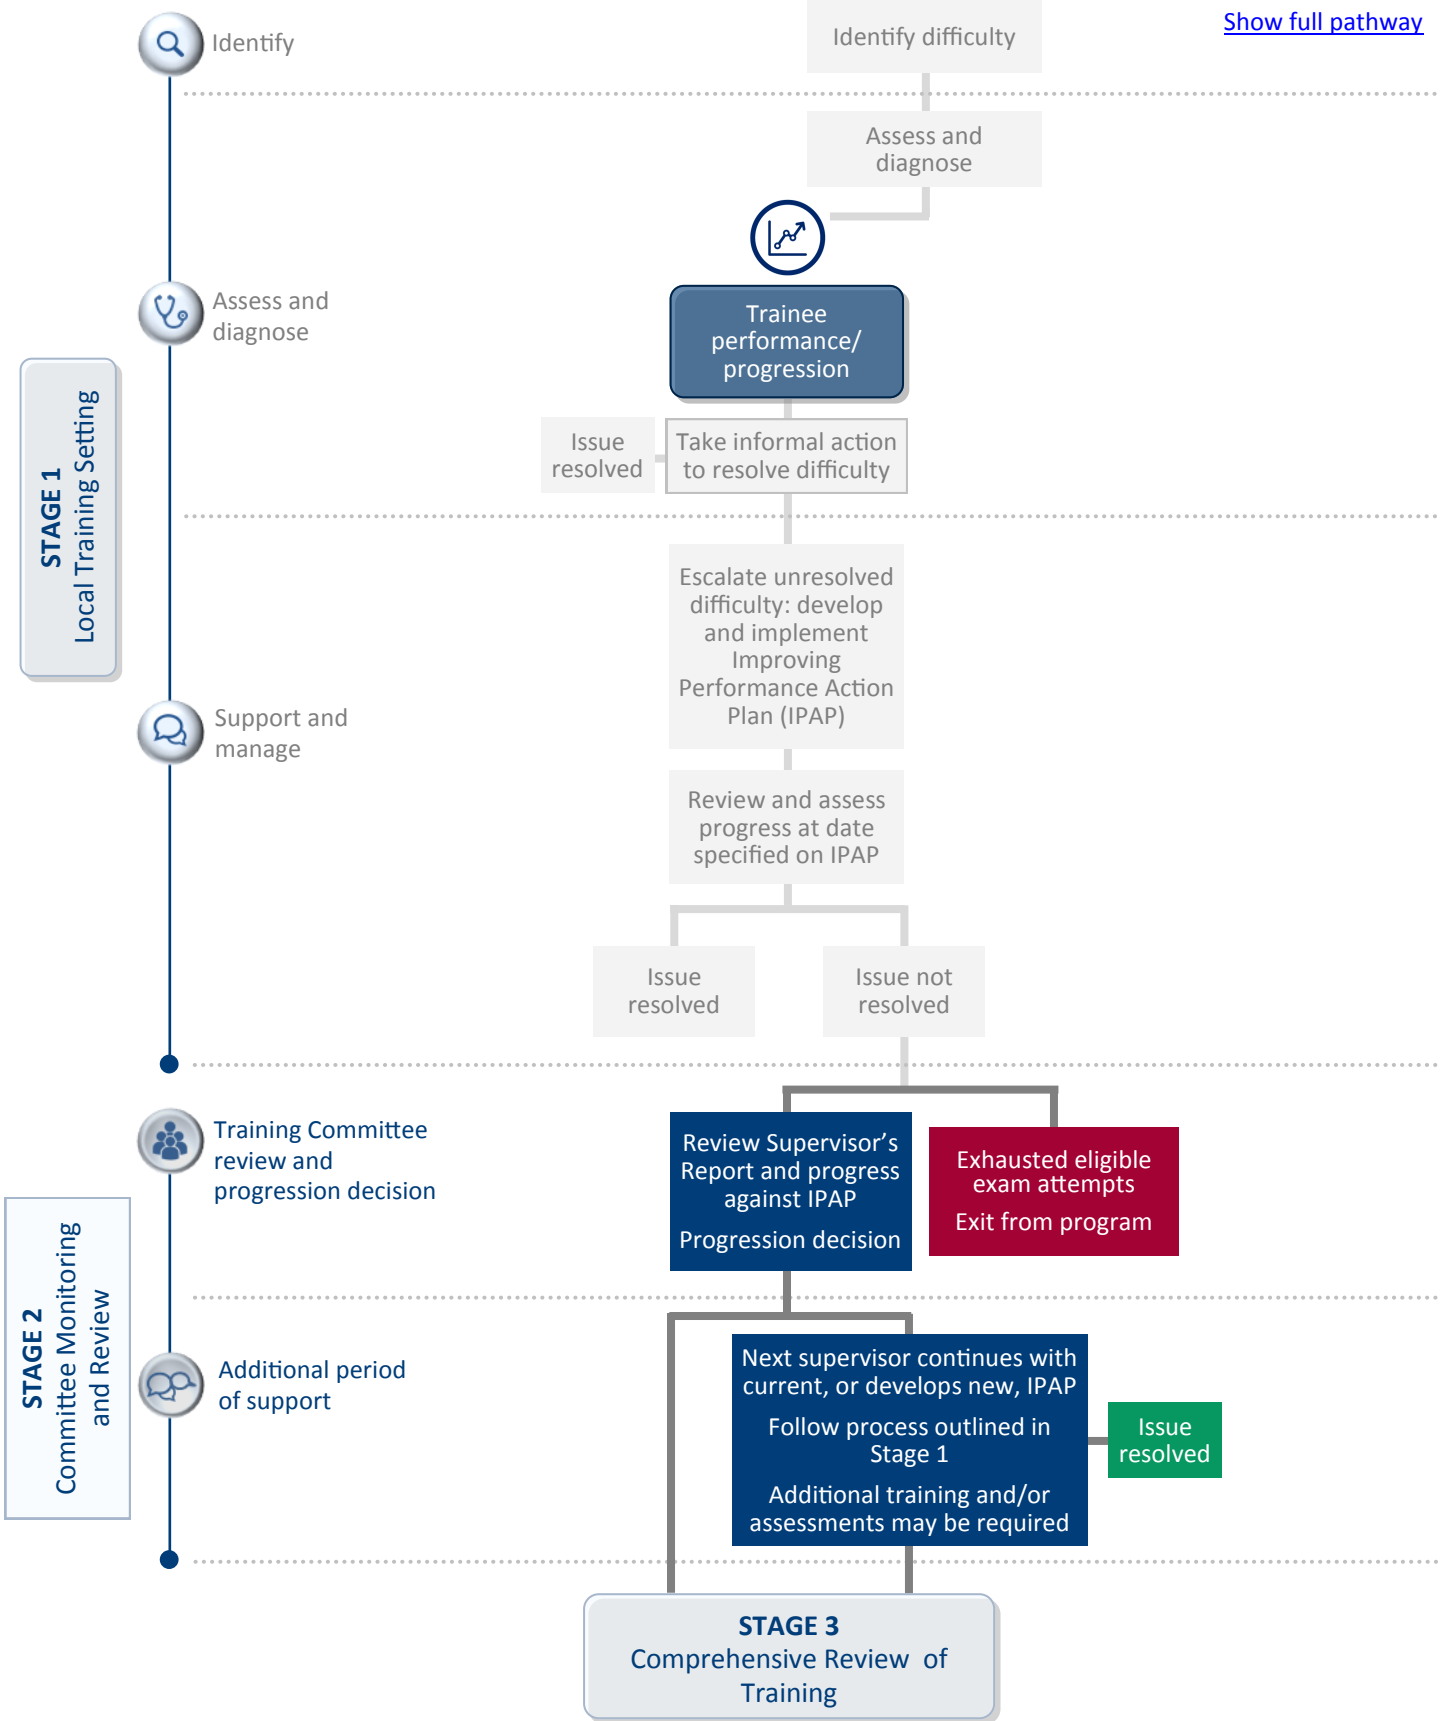 Show full pathway
Identify
Identify difficulty
Assess and
diagnose
Assess and
diagnose
Trainee
performance/
progression
STAGE 1
Local Training Setting
Issue
resolved
Take informal action
to resolve difficulty
Escalate unresolved
difficulty: develop
and implement
Improving
Performance Action
Plan (IPAP)
Support and
manage
Review and assess
progress at date
specified on IPAP
Issue
resolved
Issue not
resolved
Training Committee
review and
progression decision
Review Supervisor’s
Report and progress
against IPAP
Progression decision
Exhausted eligible
exam attempts
Exit from program
STAGE 2
Committee Monitoring
and Review
Additional period
of support
Next supervisor continues with
current, or develops new, IPAP
Follow process outlined in
Stage 1
Additional training and/or
assessments may be required
Issue
resolved
STAGE 3
Comprehensive Review of
Training